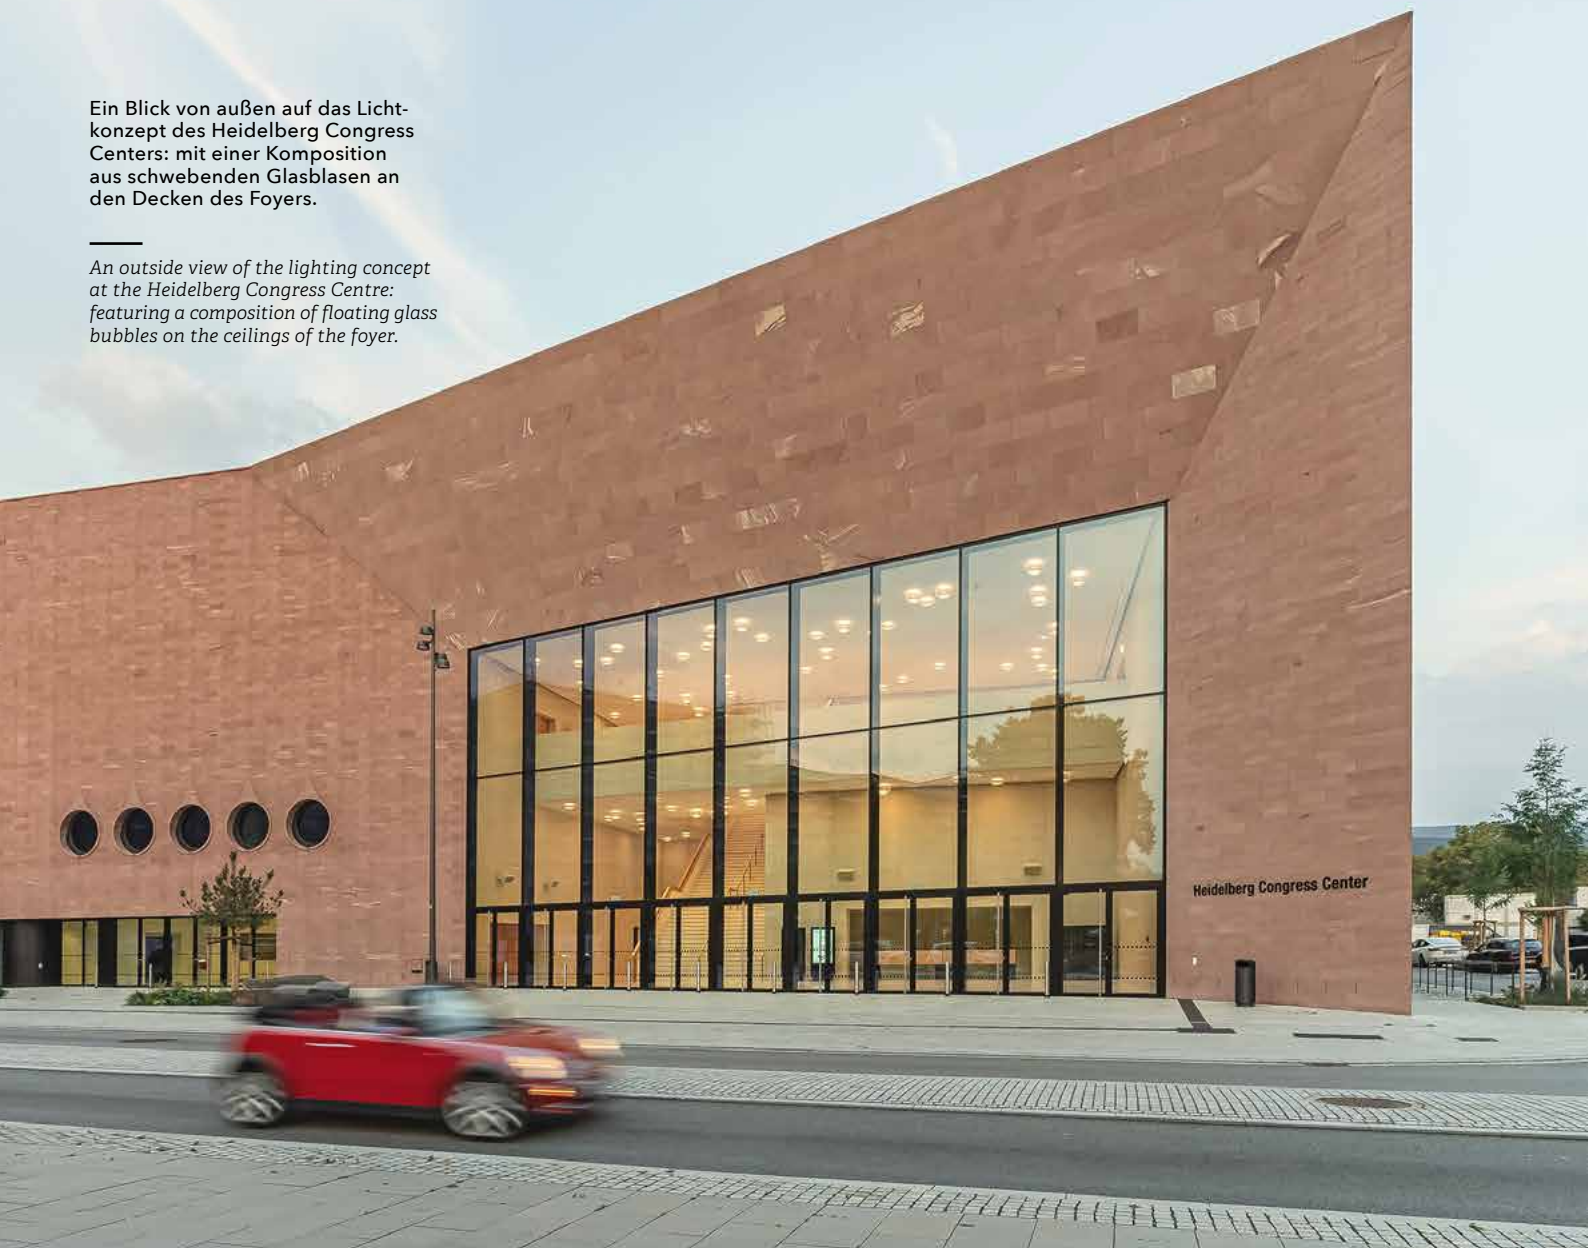 Ein Blick von außen auf das Licht-
konzept des Heidelberg Congress
Centers: mit einer Komposition
aus schwebenden Glasblasen an
den Decken des Foyers.
An outside view of the lighting concept
at the Heidelberg Congress Centre:
featuring a composition of floating glass
bubbles on the ceilings of the foyer.
Heidelberg Congress Center